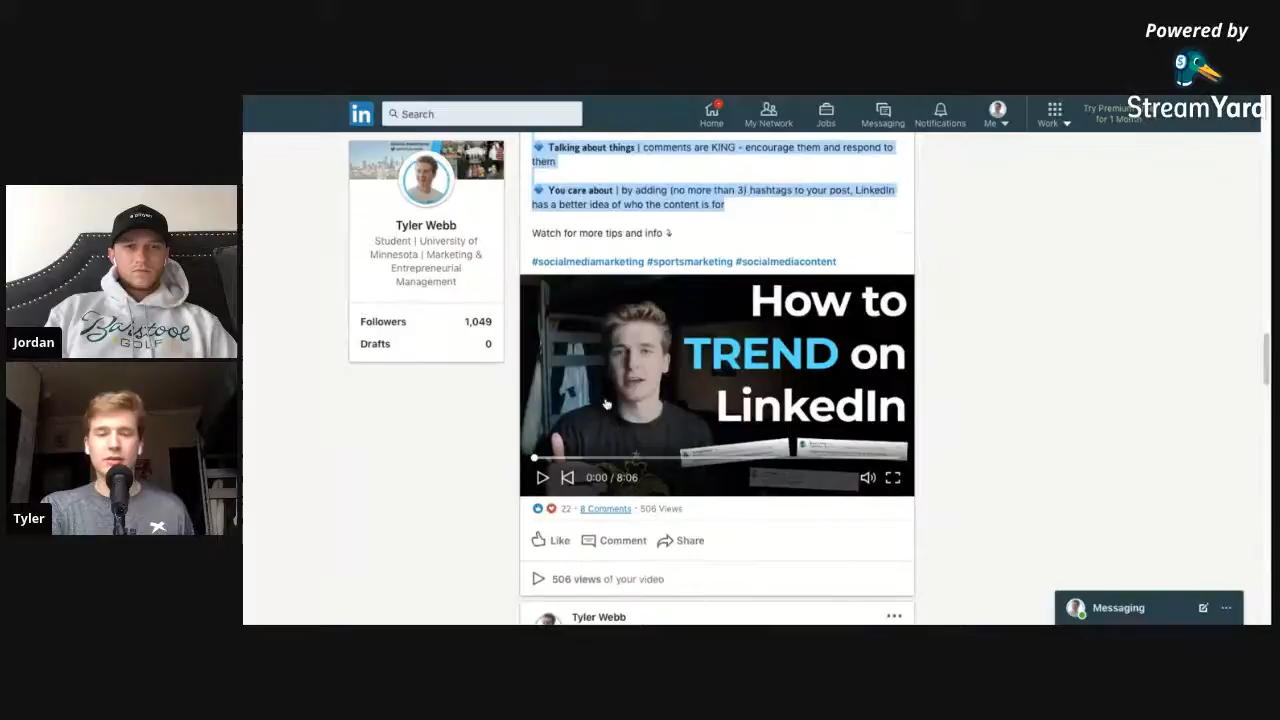 Powered by
StreamYard
in
Search
Home
My Network
Jobs
Messaging
Notifications
Me
Work
Try Premium
for 1 Month
Talking about things | comments are KING - encourage them and respond to
them
You care about | by adding (no more than 3) hashtags to your post, LinkedIn
has a better idea of who the content is for
Watch for more tips and info
#socialmediamarketing #sportsmarketing #socialmediacontent
Tyler Webb
Student | University of
Minnesota | Marketing &
Entrepreneurial
Management
Followers 1,049
Drafts 0
How to
TREND on
LinkedIn
0:00 / 8:06
22 · 8 Comments · 506 Views
Like Comment Share
506 views of your video
Tyler Webb
Messaging
Jordan
Barstool
GOLF
Tyler